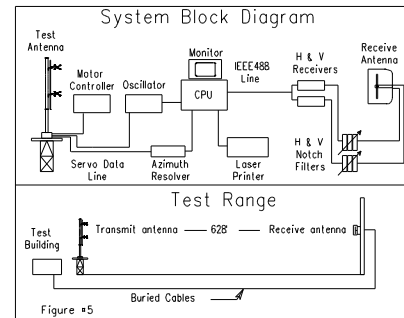 System Block Diagram
Test
Antenna
Motor
Controller
Oscillator
Monitor
CPU
IEEE488
Line
H & V
Receivers
Receive
Antenna
Servo Data
Line
Azimuth
Resolver
Laser
Printer
H & V
Notch
Filters
Test Range
Test
Building
Transmit antenna — 628' — Receive antenna
Buried Cables
Figure #5